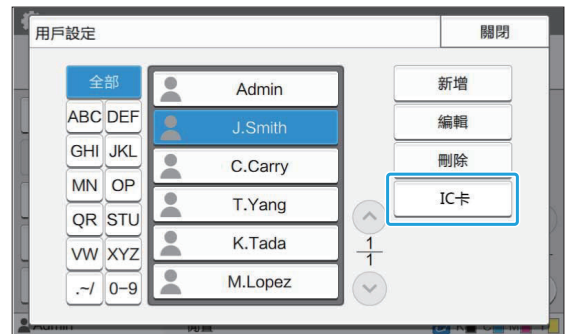 用戶設定
關閉
全部
ABC DEF
GHI JKL
MN OP
QR STU
VW XYZ
.~/ 0-9
Admin
J.Smith
C.Carry
T.Yang
K.Tada
M.Lopez
1
1
新增
編輯
刪除
IC卡